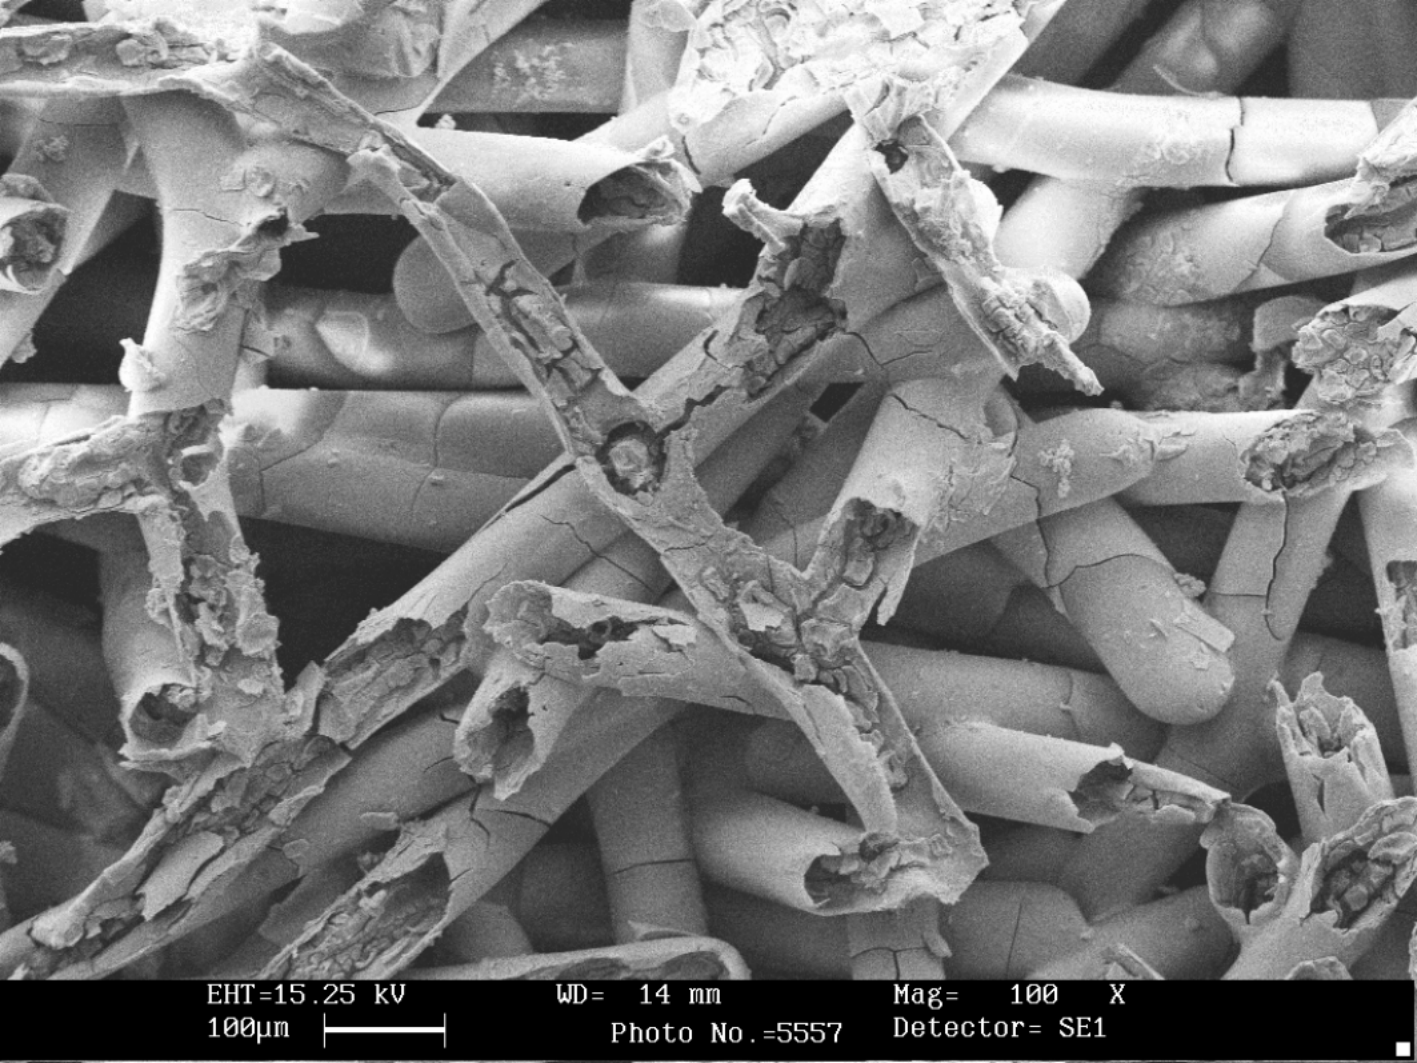 EHT=15.25 kV WD= 14 mm Mag= 100 X
100µm Photo No.=5557 Detector= SE1